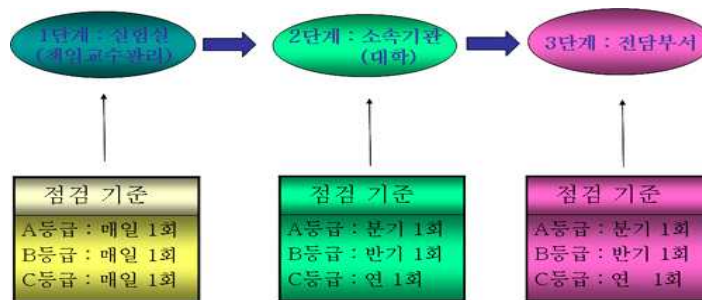 1단계 : 실험실
(책임교수관리)
2단계 : 소속기관
(대학)
3단계 : 전담부서
점검 기준
A등급 : 매일 1회
B등급 : 매일 1회
C등급 : 매일 1회
점검 기준
A등급 : 분기 1회
B등급 : 반기 1회
C등급 : 연 1회
점검 기준
A등급 : 분기 1회
B등급 : 반기 1회
C등급 : 연 1회